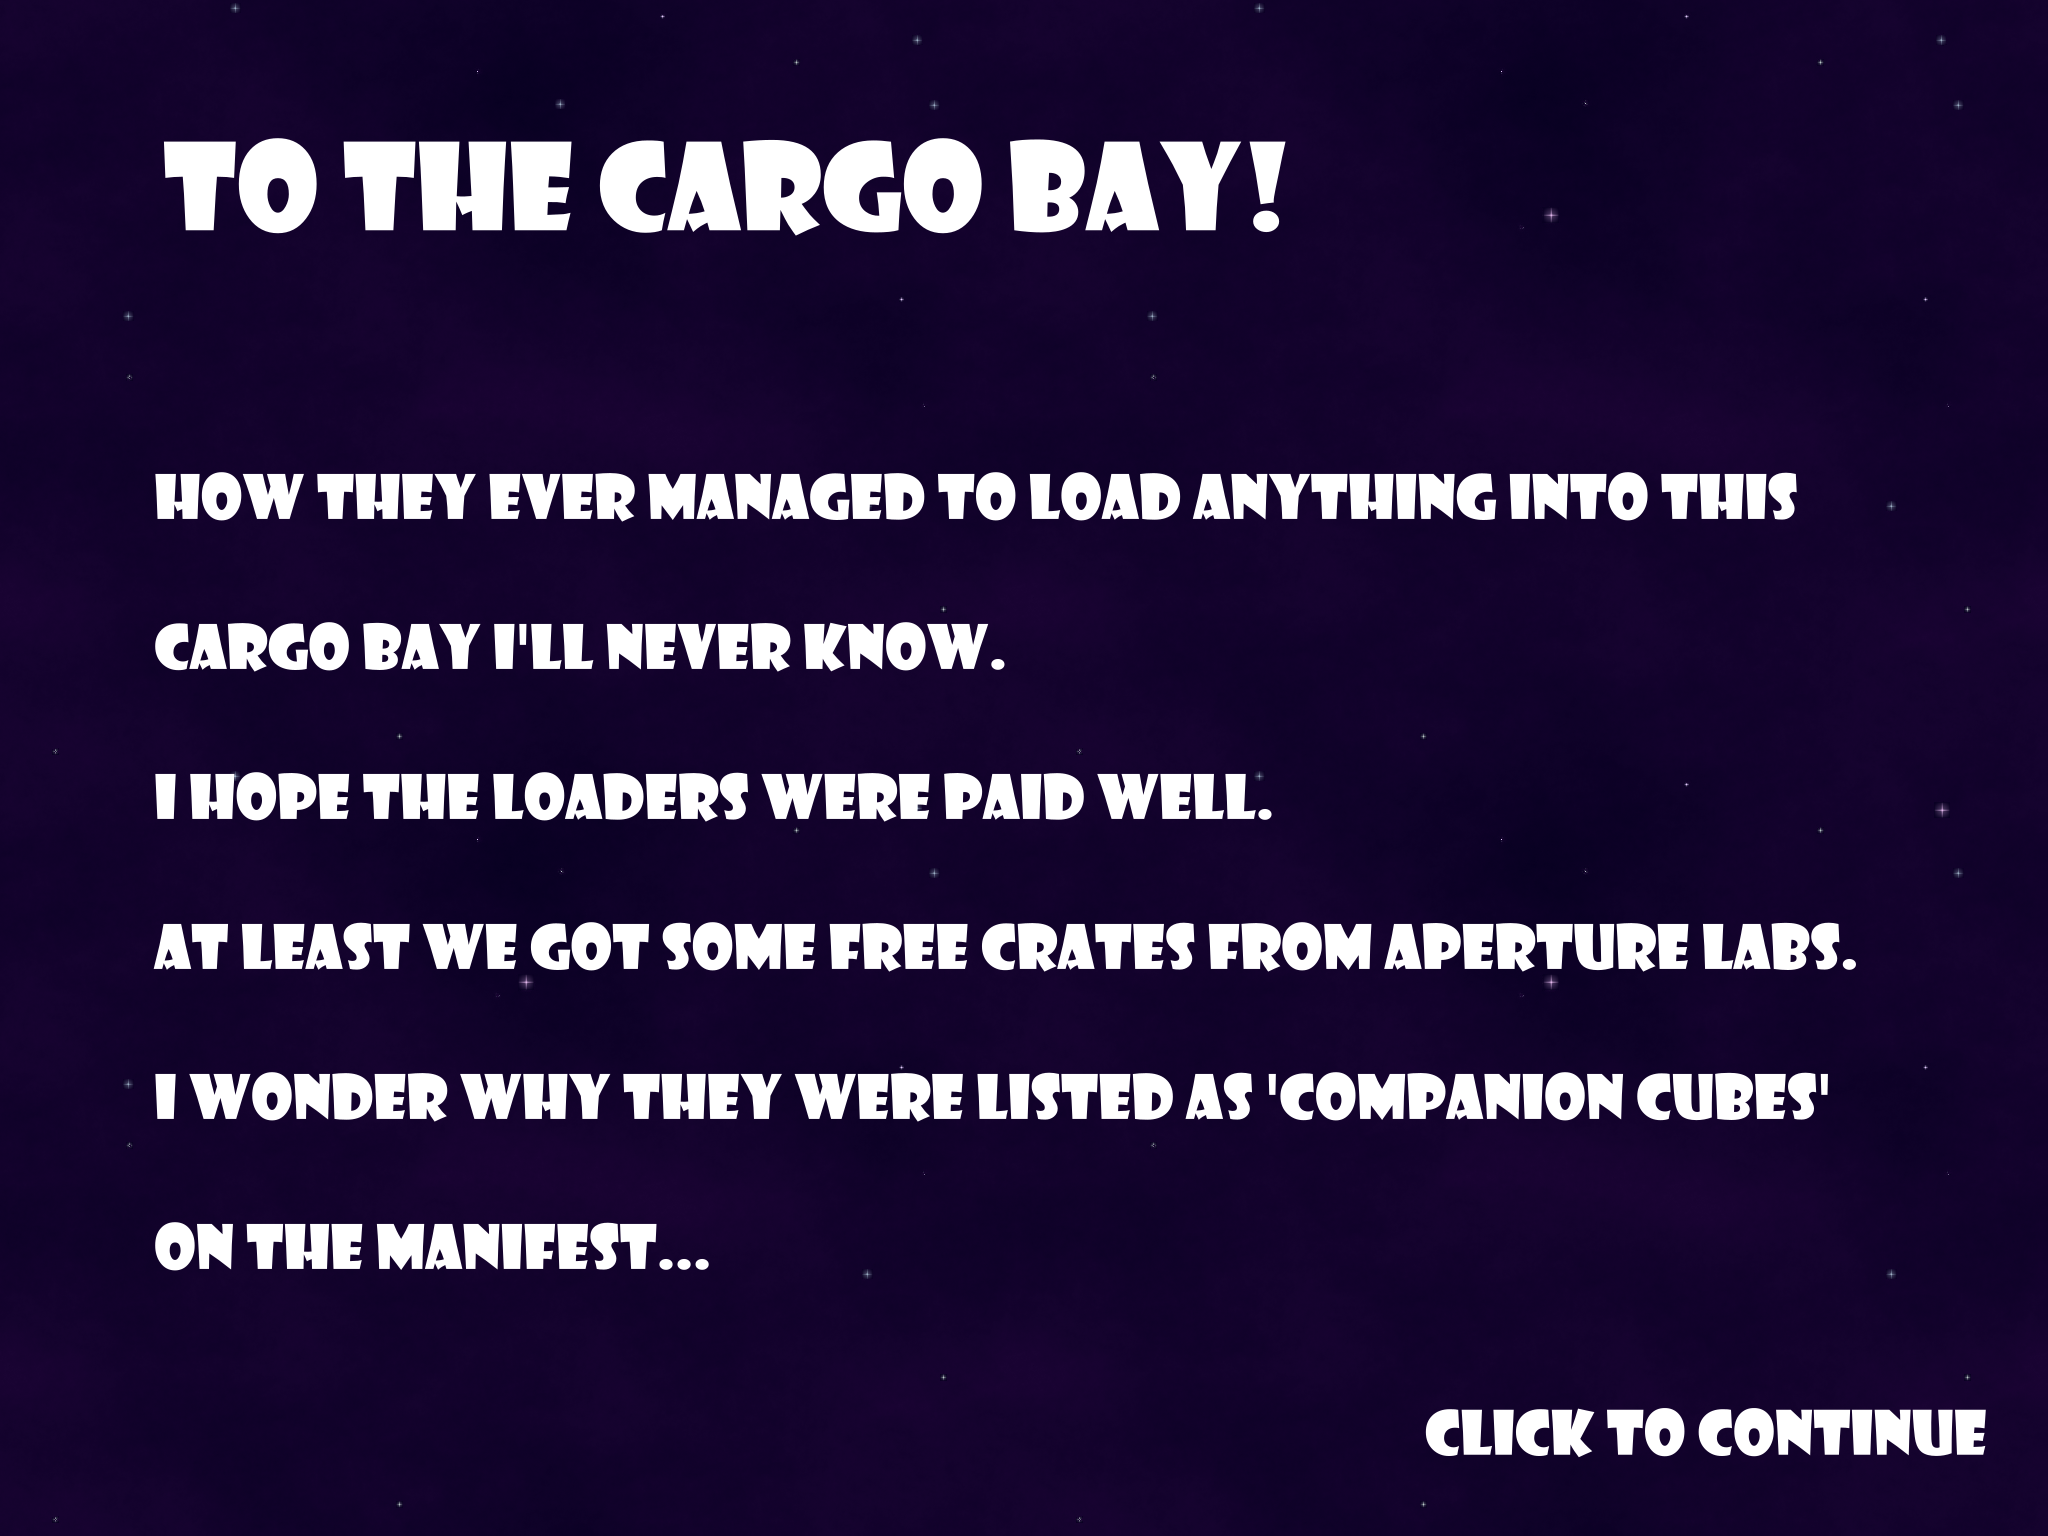 TO THE CARGO BAY!
HOW THEY EVER MANAGED TO LOAD ANYTHING INTO THIS
CARGO BAY I'LL NEVER KNOW.
I HOPE THE LOADERS WERE PAID WELL.
AT LEAST WE GOT SOME FREE CRATES FROM APERTURE LABS.
I WONDER WHY THEY WERE LISTED AS 'COMPANION CUBES'
ON THE MANIFEST...
CLICK TO CONTINUE